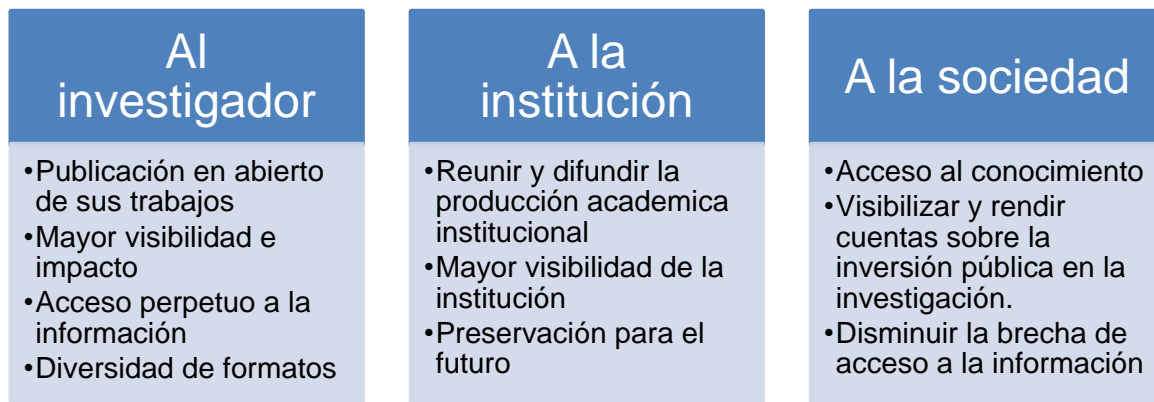 Al
investigador
•Publicación en abierto
de sus trabajos
•Mayor visibilidad e
impacto
•Acceso perpetuo a la
información
•Diversidad de formatos
A la
institución
•Reunir y difundir la
producción academica
institucional
•Mayor visibilidad de la
institución
•Preservación para el
futuro
A la sociedad
•Acceso al conocimiento
•Visibilizar y rendir
cuentas sobre la
inversión pública en la
investigación.
•Disminuir la brecha de
acceso a la información